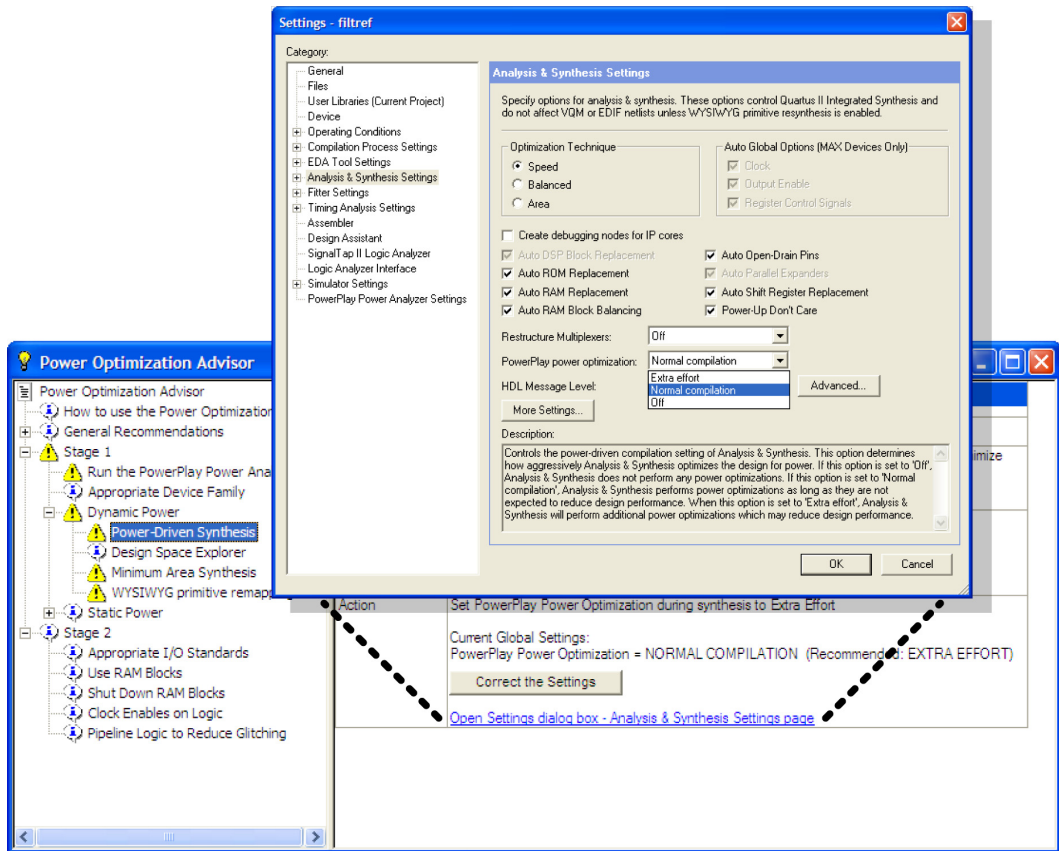 Settings - filtref
Category:
General
Files
User Libraries (Current Project)
Device
Operating Conditions
Compilation Process Settings
EDA Tool Settings
Analysis & Synthesis Settings
Fitter Settings
Timing Analysis Settings
Assembler
Design Assistant
SignalTap II Logic Analyzer
Logic Analyzer Interface
Simulator Settings
PowerPlay Power Analyzer Settings
Analysis & Synthesis Settings
Specify options for analysis & synthesis. These options control Quartus II Integrated Synthesis and
do not affect VQM or EDIF netlists unless WYSIWYG primitive resynthesis is enabled.
Optimization Technique
Speed
Balanced
Area
Auto Global Options (MAX Devices Only)
Clock
Output Enable
Register Control Signals
Create debugging nodes for IP cores
Auto DSP Block Replacement
Auto ROM Replacement
Auto RAM Replacement
Auto RAM Block Balancing
Auto Open-Drain Pins
Auto Parallel Expanders
Auto Shift Register Replacement
Power-Up Don't Care
Restructure Multiplexers: Off
PowerPlay power optimization: Normal compilation
Extra effort
Normal compilation
Off
HDL Message Level:
Advanced...
More Settings...
Description:
Controls the power-driven compilation setting of Analysis & Synthesis. This option determines
how aggressively Analysis & Synthesis optimizes the design for power. If this option is set to 'Off',
Analysis & Synthesis does not perform any power optimizations. If this option is set to 'Normal
compilation', Analysis & Synthesis performs power optimizations as long as they are not
expected to reduce design performance. When this option is set to 'Extra effort', Analysis &
Synthesis will perform additional power optimizations which may reduce design performance.
OK
Cancel
Power Optimization Advisor
Power Optimization Advisor
How to use the Power Optimization
General Recommendations
Stage 1
Run the PowerPlay Power Ana
Appropriate Device Family
Dynamic Power
Power-Driven Synthesis
Design Space Explorer
Minimum Area Synthesis
WYSIWYG primitive remapp
Static Power
Stage 2
Appropriate I/O Standards
Use RAM Blocks
Shut Down RAM Blocks
Clock Enables on Logic
Pipeline Logic to Reduce Glitching
imize
Action
Set PowerPlay Power Optimization during synthesis to Extra Effort
Current Global Settings:
PowerPlay Power Optimization = NORMAL COMPILATION (Recommended: EXTRA EFFORT)
Correct the Settings
Open Settings dialog box - Analysis & Synthesis Settings page